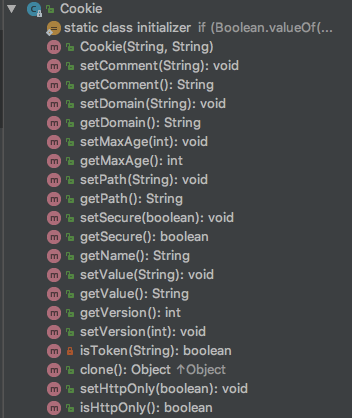 Cookie
static class initializer if (Boolean.valueOf(...
Cookie(String, String)
setComment(String): void
getComment(): String
setDomain(String): void
getDomain(): String
setMaxAge(int): void
getMaxAge(): int
setPath(String): void
getPath(): String
setSecure(boolean): void
getSecure(): boolean
getName(): String
setValue(String): void
getValue(): String
getVersion(): int
setVersion(int): void
isToken(String): boolean
clone(): Object ↑Object
setHttpOnly(boolean): void
isHttpOnly(): boolean